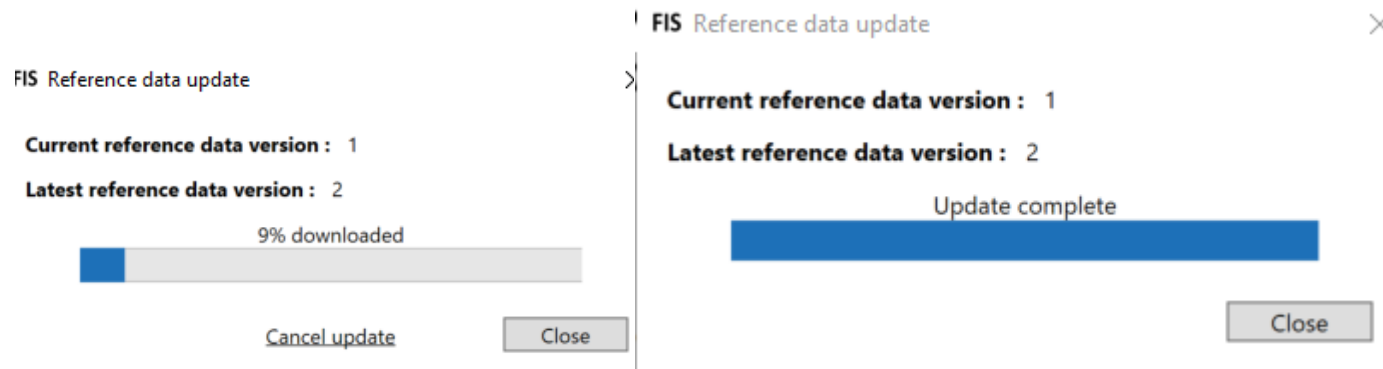 FIS Reference data update
Current reference data version : 1
Latest reference data version : 2
9% downloaded
Cancel update
Close
FIS Reference data update
Current reference data version : 1
Latest reference data version : 2
Update complete
Close